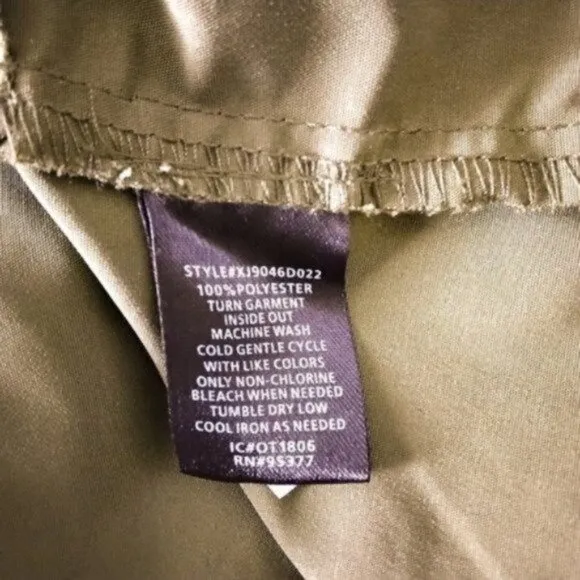 STYLE#XJ9046D022
100%POLYESTER
TURN GARMENT
INSIDE OUT
MACHINE WASH
COLD GENTLE CYCLE
WITH LIKE COLORS
ONLY NON-CHLORINE
BLEACH WHEN NEEDED
TUMBLE DRY LOW
COOL IRON AS NEEDED
IC#OT1806
RN#95377